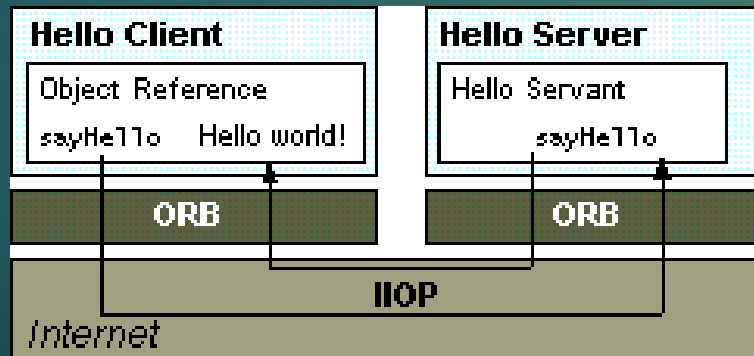 Hello Client
Object Reference
sayHello Hello world!
ORB
Hello Server
Hello Servant
sayHello
ORB
IIOP
Internet